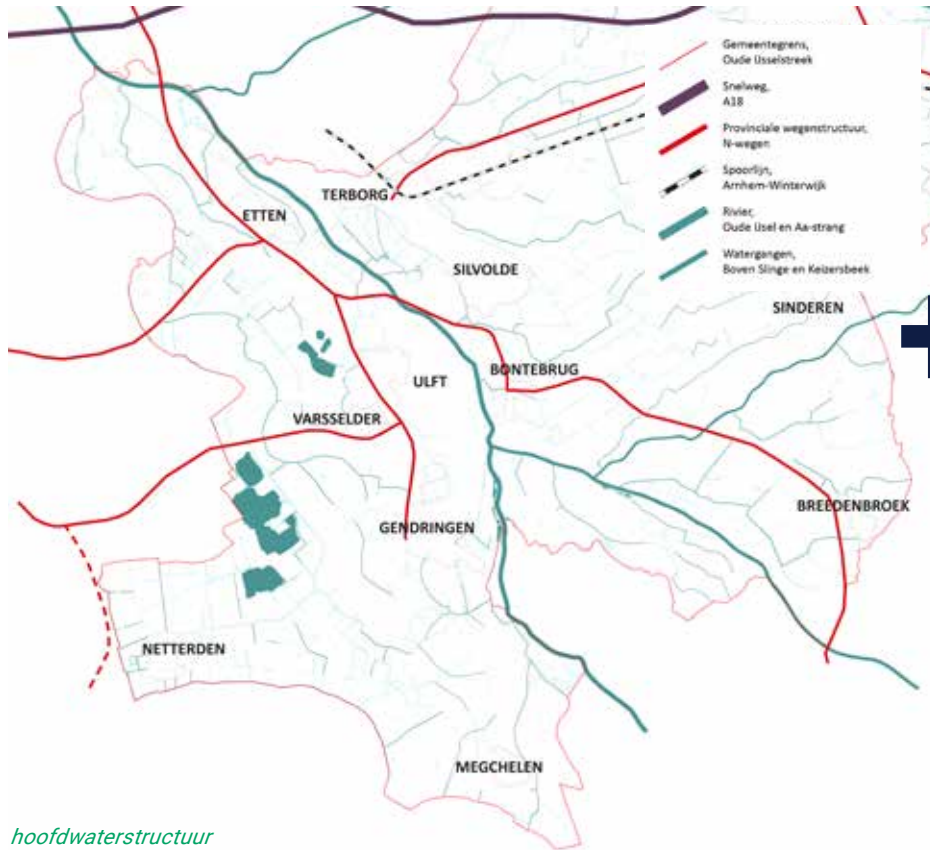 Gemeentegrens,
Oude IJsselstreek
Snelweg,
A18
Provinciale wegenstructuur,
N-wegen
Spoorlijn,
Arnhem-Winterwijk
Rivier,
Oude IJsel en Aa-strang
Watergangen,
Boven Slinge en Keizersbeek
TERBORG
ETTEN
SILVOLDE
SINDEREN
ULFT
BONTEBRUG
VARSSELDER
BREEDENBROEK
GENDRINGEN
NETTERDEN
MEGCHELEN
hoofdwaterstructuur